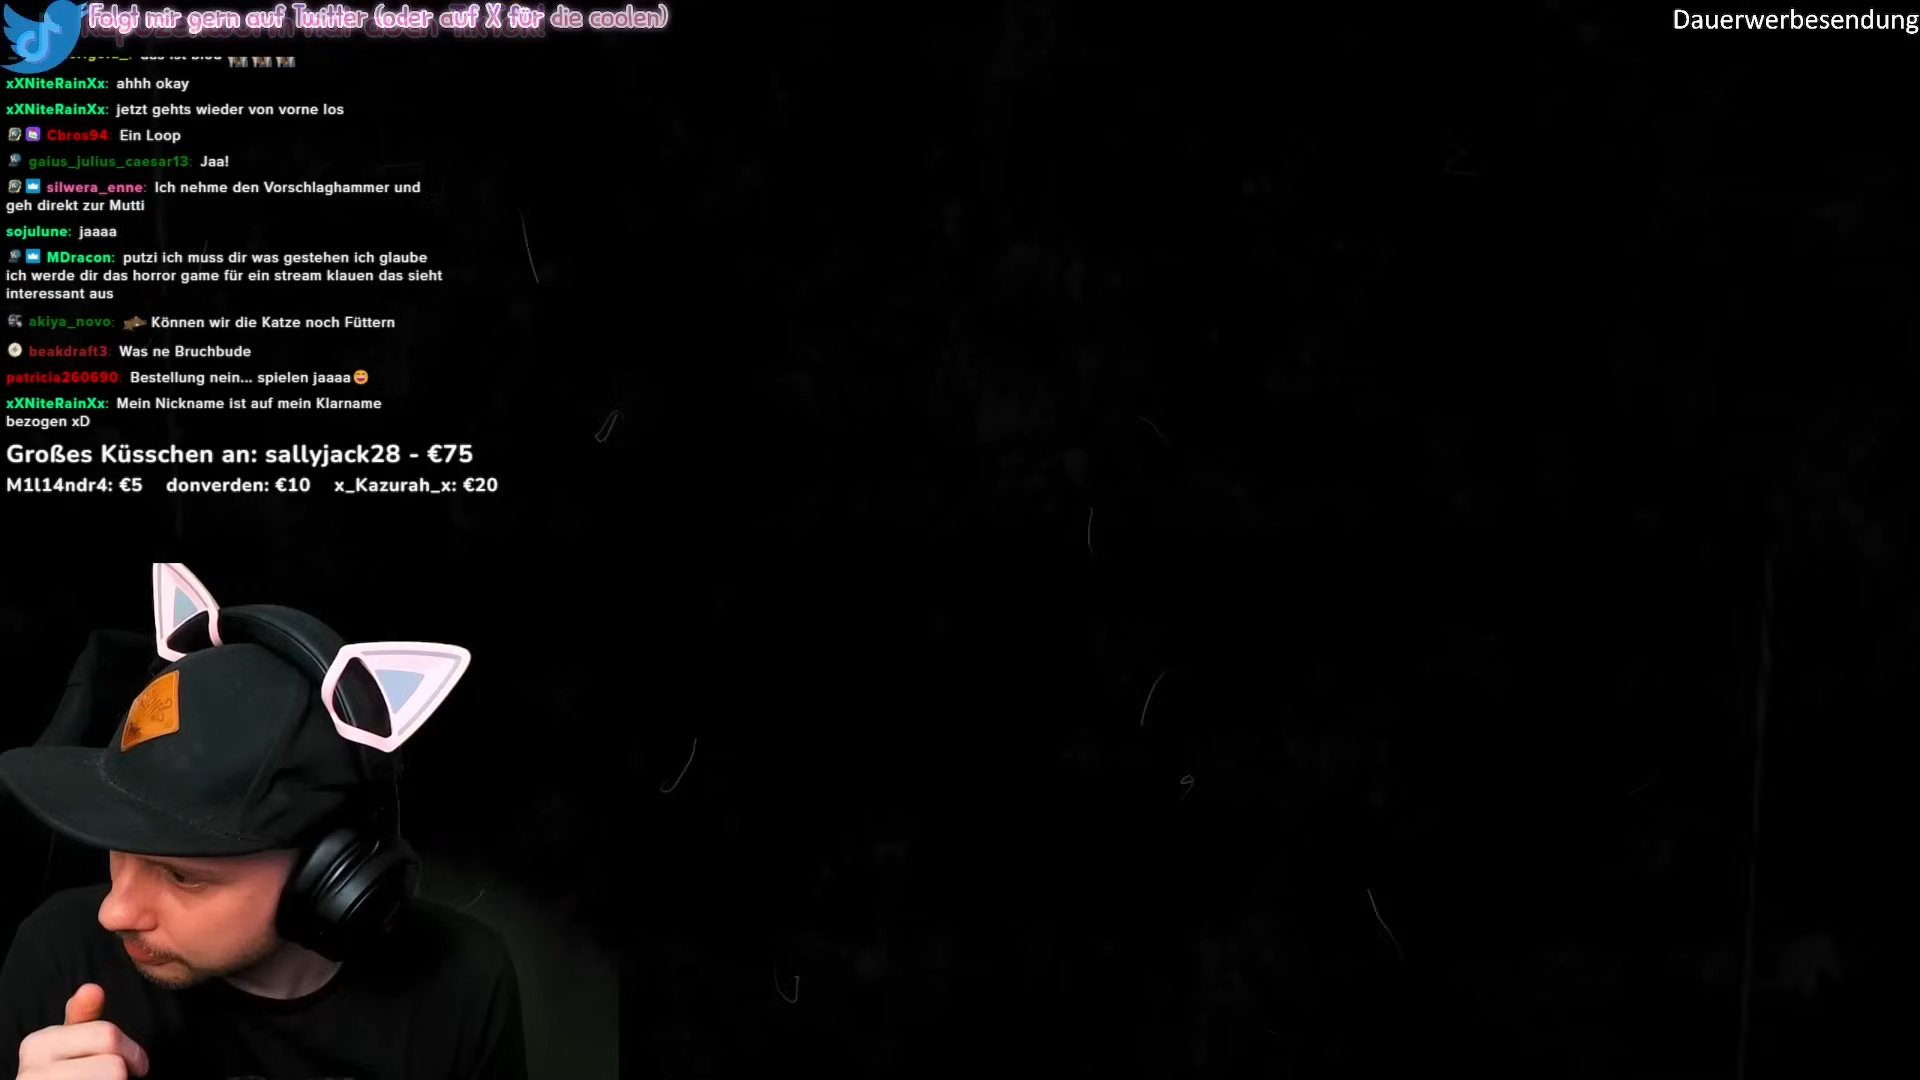 Folgt mir gern auf Twitter (oder auf X für die coolen)
Dauerwerbesendung
das ist blöd
xXNiteRainXx: ahhh okay
xXNiteRainXx: jetzt gehts wieder von vorne los
Cbros94: Ein Loop
gaius_julius_caesar13: Jaa!
silwera_enne: Ich nehme den Vorschlaghammer und
geh direkt zur Mutti
sojulune: jaaaa
MDracon: putzi ich muss dir was gestehen ich glaube
ich werde dir das horror game für ein stream klauen das sieht
interessant aus
akiya_novo: Können wir die Katze noch Füttern
beakdraft3: Was ne Bruchbude
patricia260690: Bestellung nein... spielen jaaaa😄
xXNiteRainXx: Mein Nickname ist auf mein Klarname
bezogen xD
Großes Küsschen an: sallyjack28 - €75
M1l14ndr4: €5 donverden: €10 x_Kazurah_x: €20